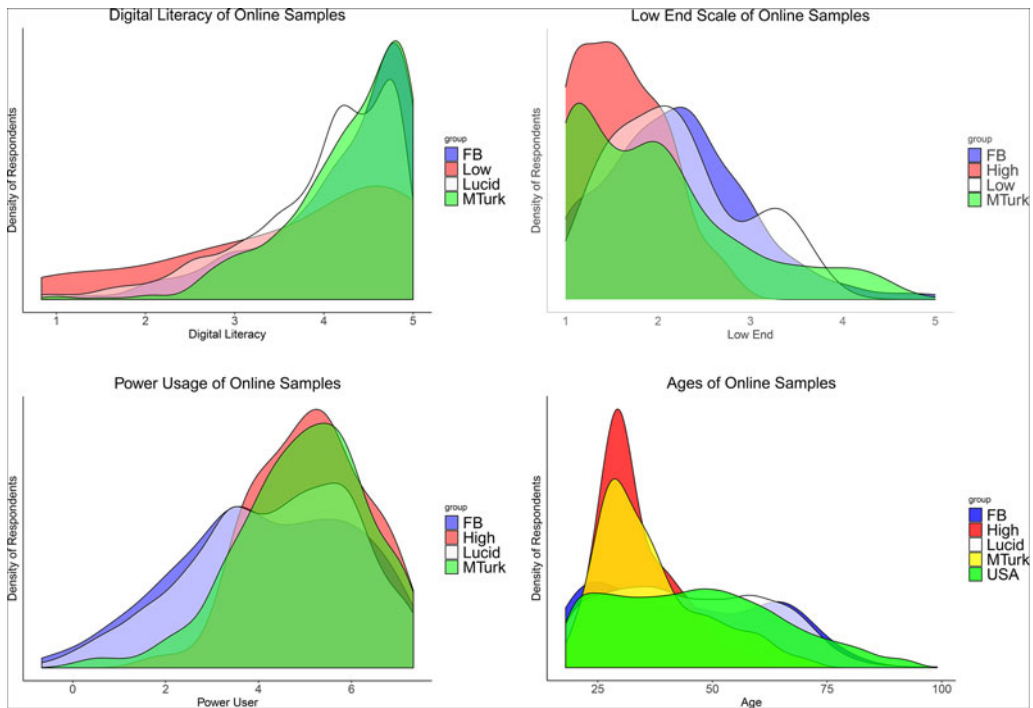 Digital Literacy of Online Samples
Density of Respondents
group
FB
Low
Lucid
MTurk
1 2 3 4 5
Digital Literacy
Low End Scale of Online Samples
Density of Respondents
group
FB
High
Low
MTurk
1 2 3 4 5
Low End
Power Usage of Online Samples
Density of Respondents
group
FB
High
Lucid
MTurk
0 2 4 6
Power User
Ages of Online Samples
Density of Respondents
group
FB
High
Lucid
MTurk
USA
25 50 75 100
Age